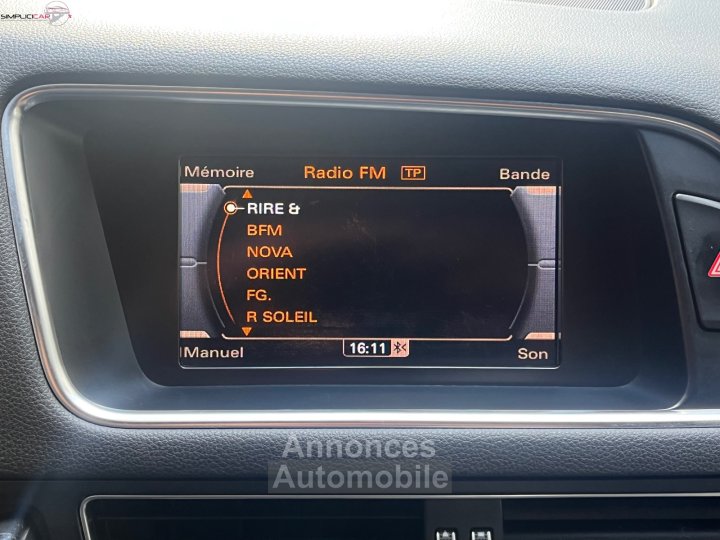 SIMPLICICAR
Mémoire Radio FM TP Bande
RIRE &
BFM
NOVA
ORIENT
FG.
R SOLEIL
Manuel 16:11 Son
Annonces
Automobile